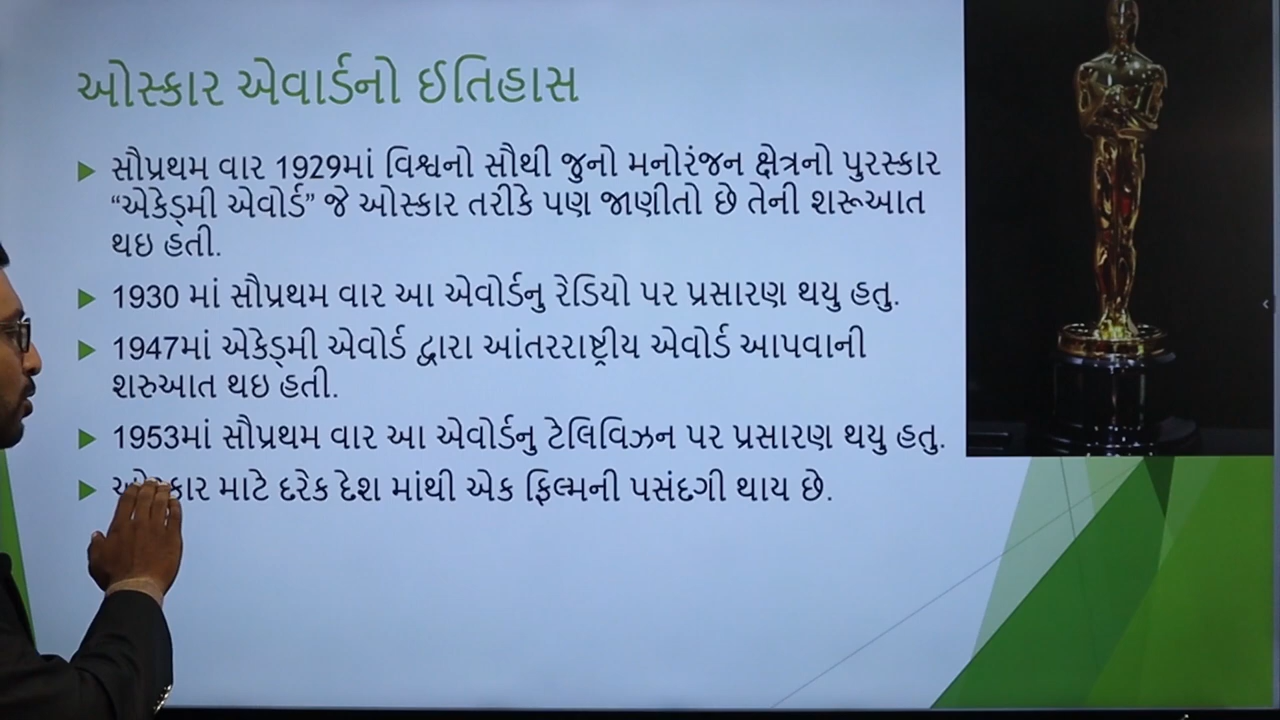 ઓસ્કાર એવાર્ડનો ઈતિહાસ
સૌપ્રથમ વાર 1929માં વિશ્વનો સૌથી જુનો મનોરંજન ક્ષેત્રનો પુરસ્કાર
“એકેડ્મી એવોર્ડ” જે ઓસ્કાર તરીકે પણ જાણીતો છે તેની શરૂઆત
થઇ હતી.
1930 માં સૌપ્રથમ વાર આ એવોર્ડનુ રેડિયો પર પ્રસારણ થયુ હતુ.
1947માં એકેડ્મી એવોર્ડ દ્વારા આંતરરાષ્ટ્રીય એવોર્ડ આપવાની
શરુઆત થઇ હતી.
1953માં સૌપ્રથમ વાર આ એવોર્ડનુ ટેલિવિઝન પર પ્રસારણ થયુ હતુ.
ઓસ્કાર માટે દરેક દેશ માંથી એક ફિલ્મની પસંદગી થાય છે.